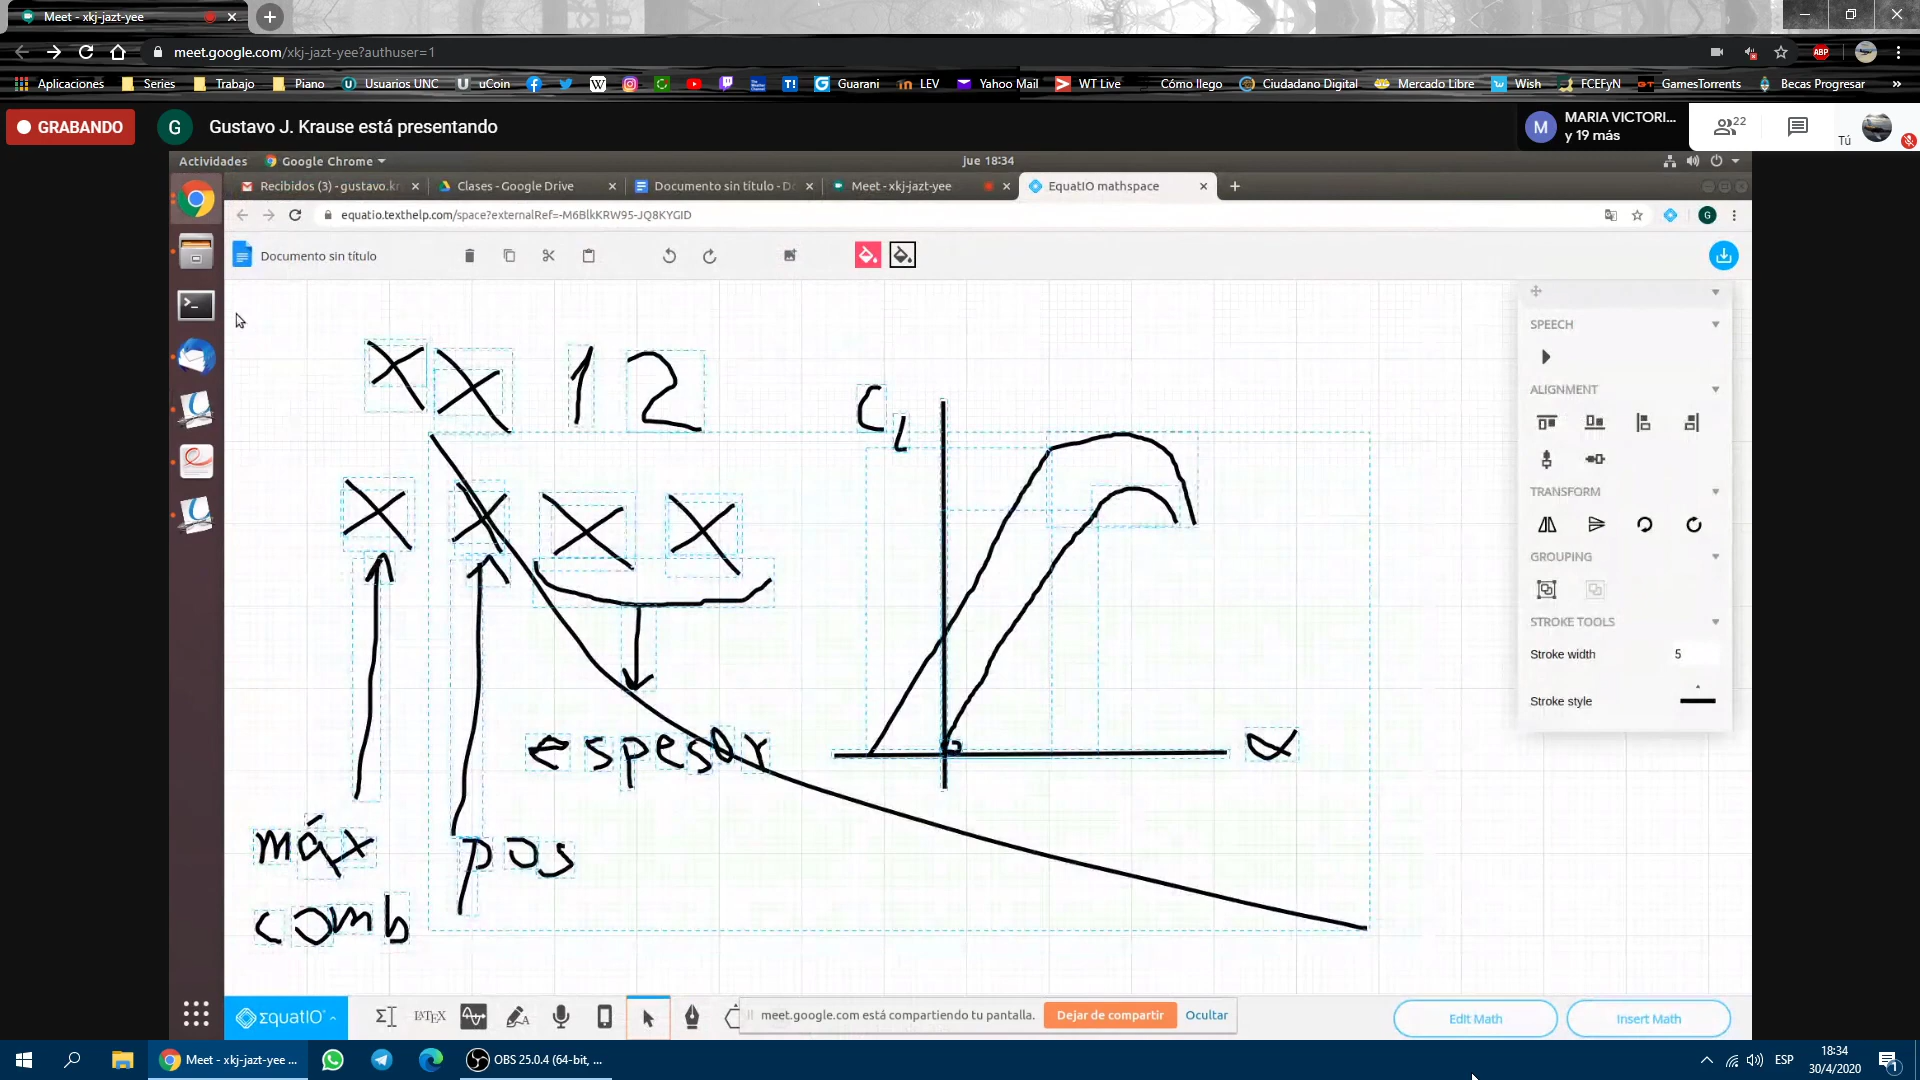 Meet - xkj-jazt-yee
meet.google.com/xkj-jazt-yee?authuser=1
ABP
Aplicaciones Series Trabajo Piano Usuarios UNC uCoin Guarani LEV Yahoo Mail WT Live Cómo llego Ciudadano Digital Mercado Libre Wish FCEFyN GamesTorrents Becas Progresar »
GRABANDO G Gustavo J. Krause está presentando
M MARIA VICTORI...
y 19 más
22
Tú
Actividades Google Chrome jue 18:34
Recibidos (3) - gustavo.kr Clases - Google Drive Documento sin título - Do Meet - xkj-jazt-yee EquatIO mathspace
equatio.texthelp.com/space?externalRef=-M6BlkKRW95-JQ8KYGID
G
Documento sin título
SPEECH
ALIGNMENT
TRANSFORM
GROUPING
STROKE TOOLS
Stroke width 5
Stroke style
X X 1 2
C l
X X X X
espesor
α
máx pos
comb
EQUATIO
LATEX
meet.google.com está compartiendo tu pantalla.
Dejar de compartir
Ocultar
Edit Math
Insert Math
Meet - xkj-jazt-yee ...
OBS 25.0.4 (64-bit, ...
ESP
18:34
30/4/2020
1